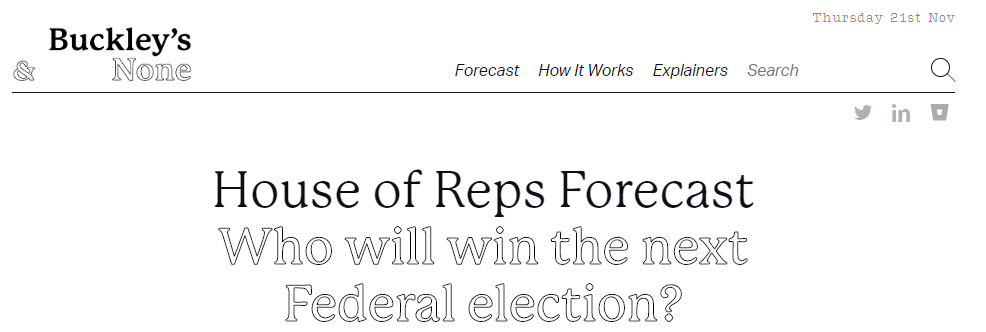 Thursday 21st Nov
Buckley's
& None
Forecast How It Works Explainers Search
House of Reps Forecast
Who will win the next
Federal election?